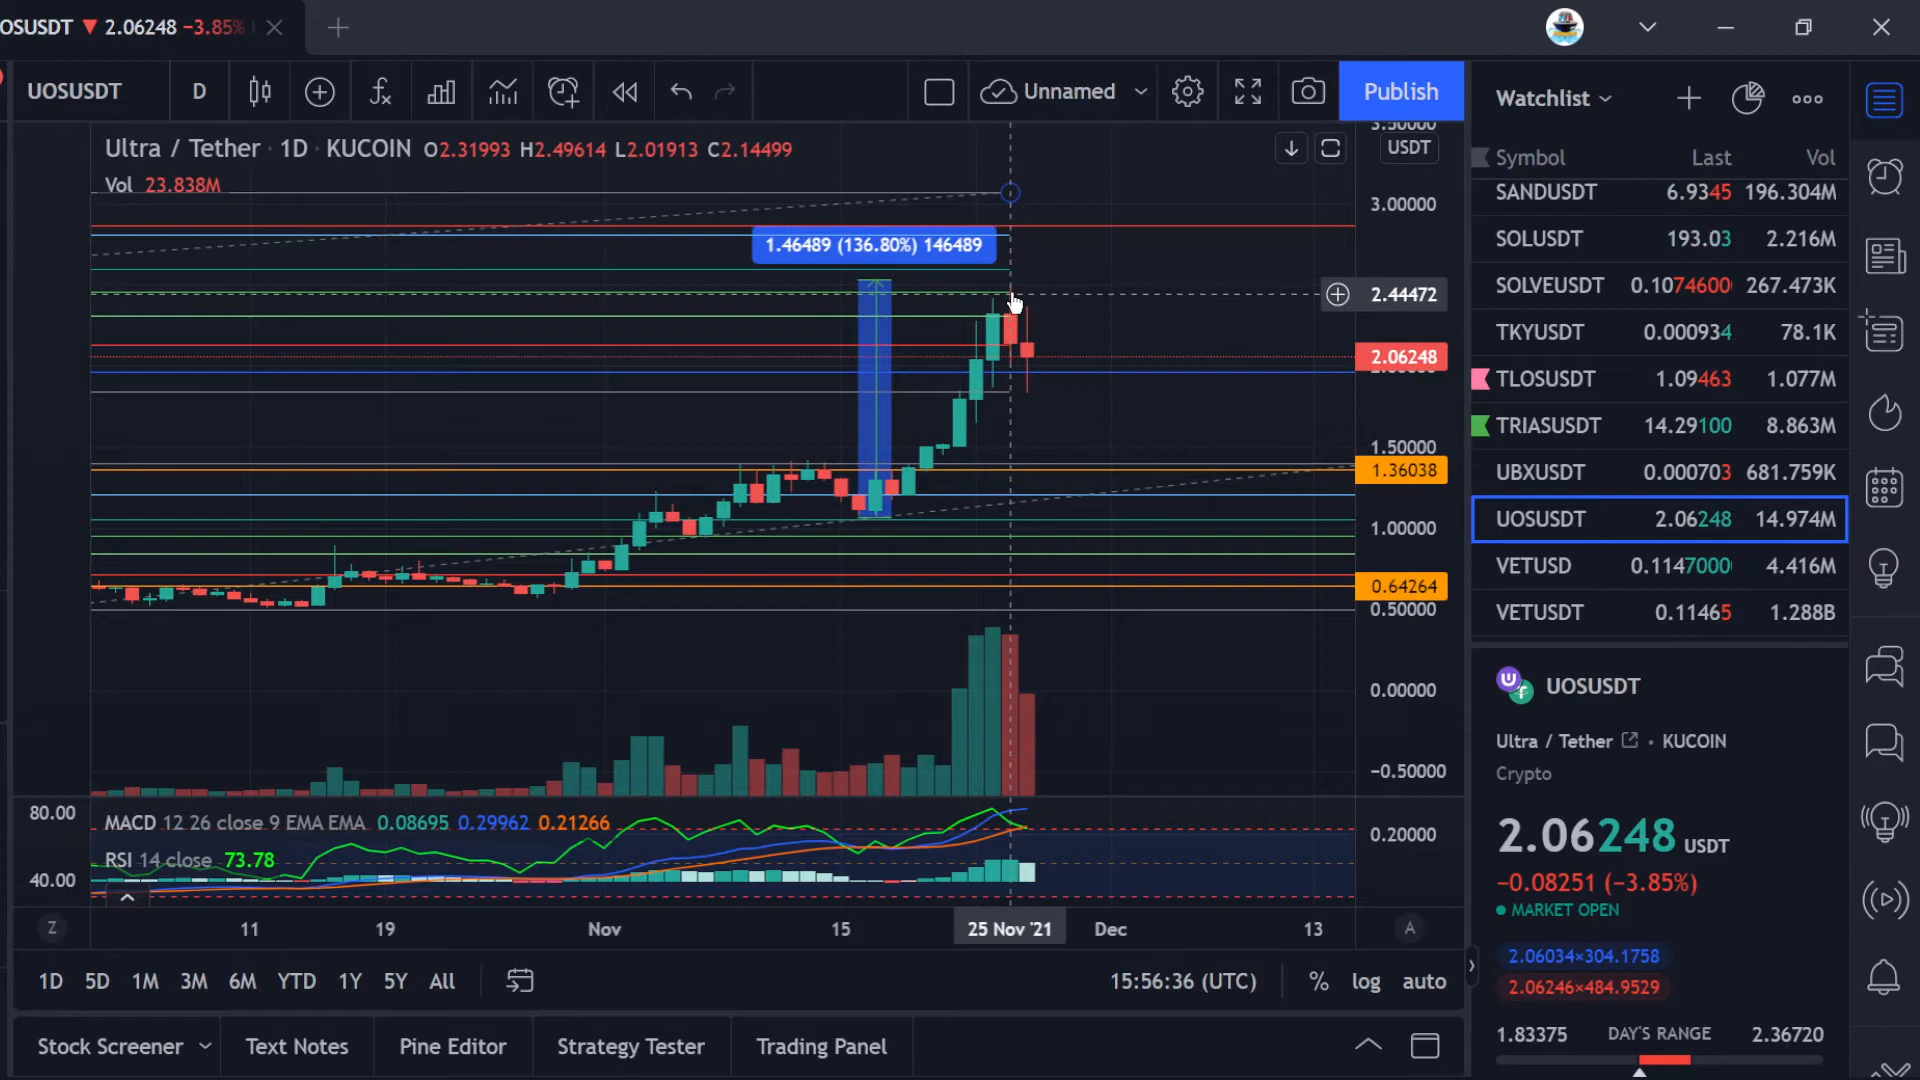 OSUSDT ▼ 2.06248 −3.85%
UOSUSDT D Unnamed Publish
Watchlist
Symbol Last Vol
Ultra / Tether · 1D · KUCOIN O2.31993 H2.49614 L2.01913 C2.14499
Vol 23.838M
USDT
3.50000
3.00000
1.46489 (136.80%) 146489
2.44472
2.06248
1.50000
1.36038
1.00000
0.64264
0.50000
0.00000
−0.50000
SANDUSDT 6.9345 196.304M
SOLUSDT 193.03 2.216M
SOLVEUSDT 0.10746000 267.473K
TKYUSDT 0.000934 78.1K
TLOSUSDT 1.09463 1.077M
TRIASUSDT 14.29100 8.863M
UBXUSDT 0.000703 681.759K
UOSUSDT 2.06248 14.974M
VETUSD 0.1147000 4.416M
VETUSDT 0.11465 1.288B
80.00
MACD 12 26 close 9 EMA EMA 0.08695 0.29962 0.21266
0.20000
RSI 14 close 73.78
40.00
Z 11 19 Nov 15 25 Nov '21 Dec 13 A
1D 5D 1M 3M 6M YTD 1Y 5Y All
15:56:36 (UTC) % log auto
Stock Screener Text Notes Pine Editor Strategy Tester Trading Panel
UOSUSDT
Ultra / Tether • KUCOIN
Crypto
2.06248 USDT
−0.08251 (−3.85%)
MARKET OPEN
2.06034×304.1758
2.06246×484.9529
1.83375 DAY'S RANGE 2.36720